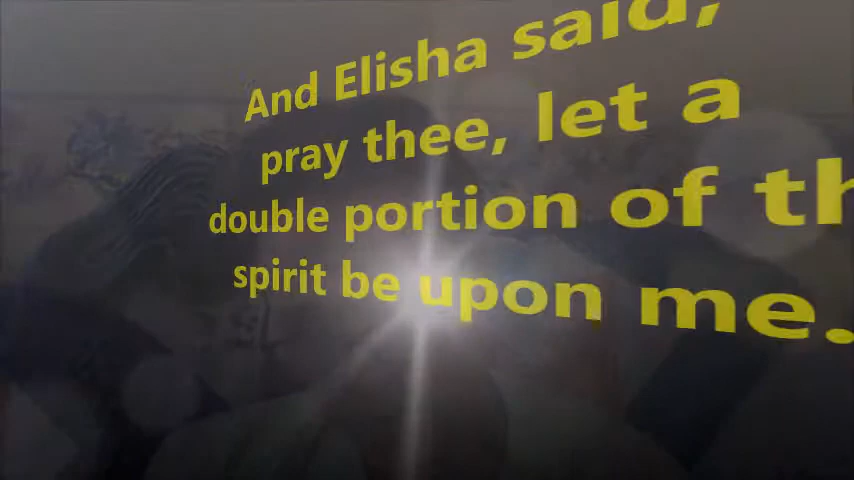 And Elisha said,
pray thee, let a
double portion of th
spirit be upon me.